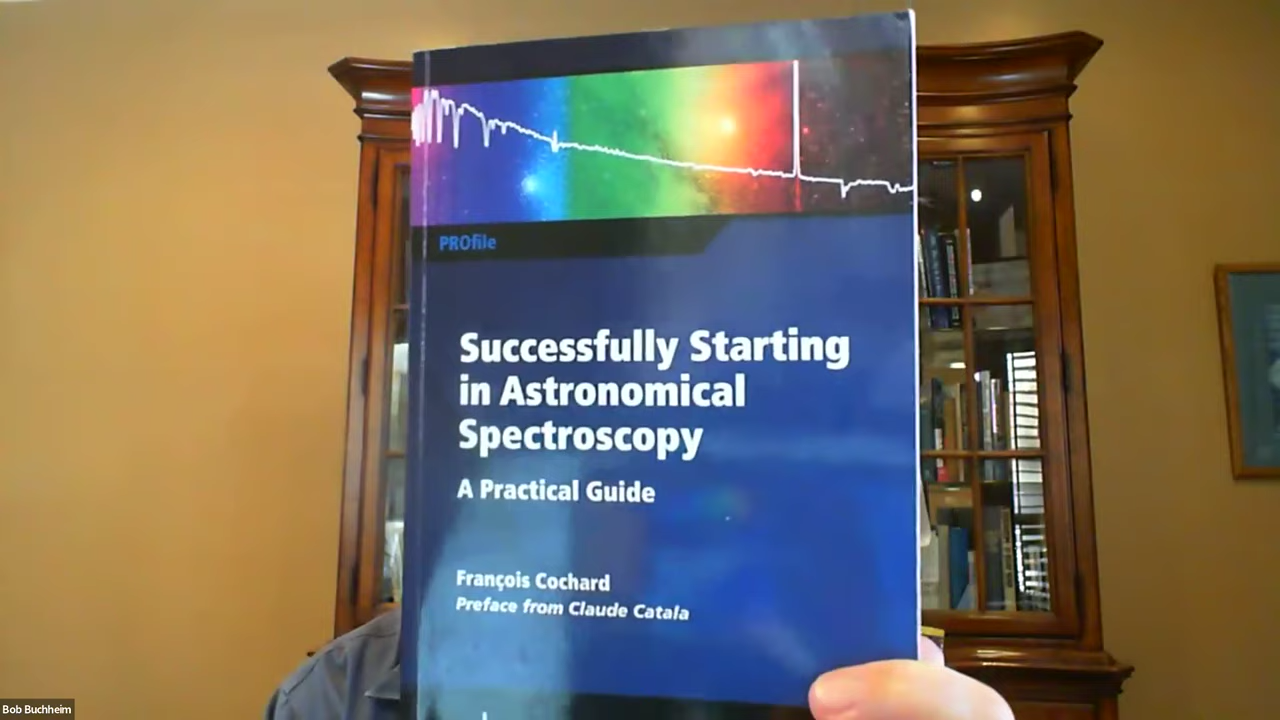 PROfile
Successfully Starting
in Astronomical
Spectroscopy
A Practical Guide
François Cochard
Preface from Claude Catala
Bob Buchheim